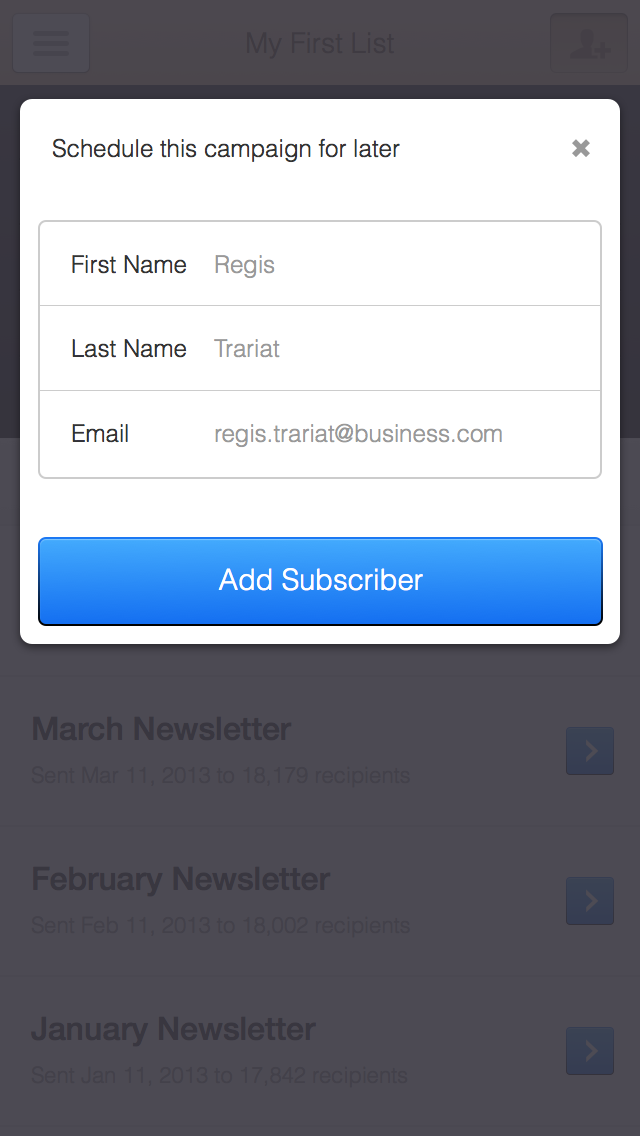 My First List
Schedule this campaign for later
First Name Regis
Last Name Trariat
Email regis.trariat@business.com
Add Subscriber
March Newsletter
Sent Mar 11, 2013 to 18,179 recipients
February Newsletter
Sent Feb 11, 2013 to 18,002 recipients
January Newsletter
Sent Jan 11, 2013 to 17,842 recipients